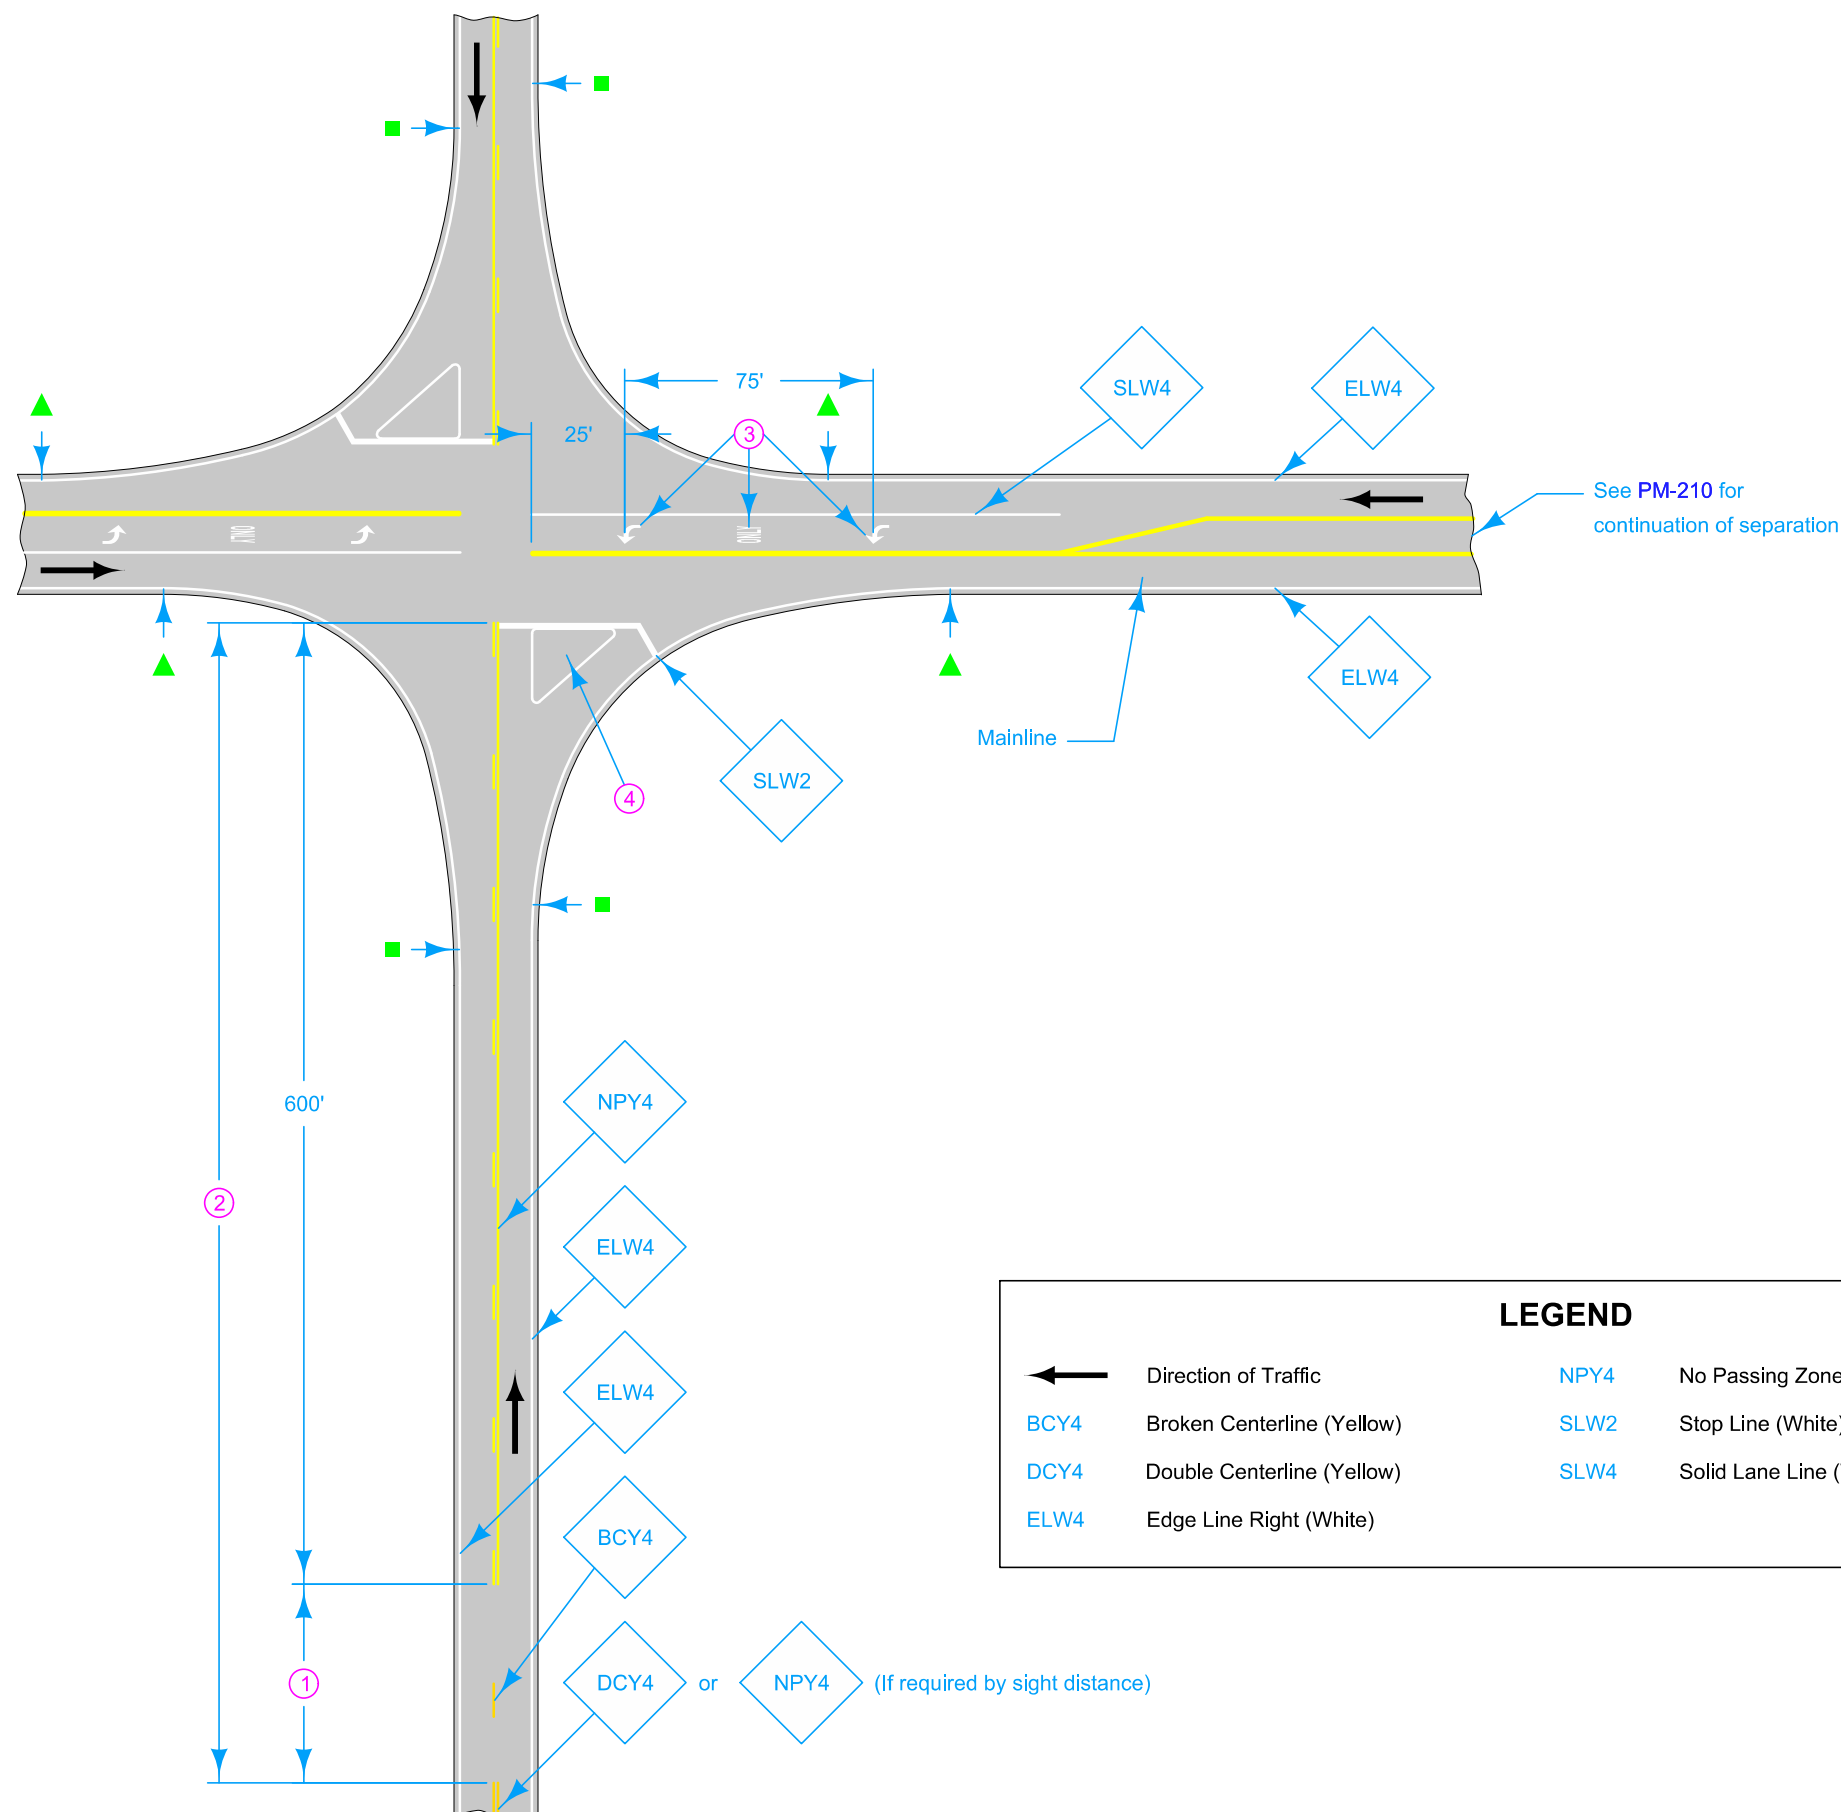 75'
SLW4
ELW4
25'
3
See PM-210 for
continuation of separation
ONLY
ONLY
ELW4
Mainline
SLW2
4
NPY4
600'
2
ELW4
ELW4
BCY4
1
DCY4 or NPY4 (If required by sight distance)
LEGEND
Direction of Traffic
NPY4 No Passing Zone
BCY4 Broken Centerline (Yellow)
SLW2 Stop Line (White)
DCY4 Double Centerline (Yellow)
SLW4 Solid Lane Line (
ELW4 Edge Line Right (White)